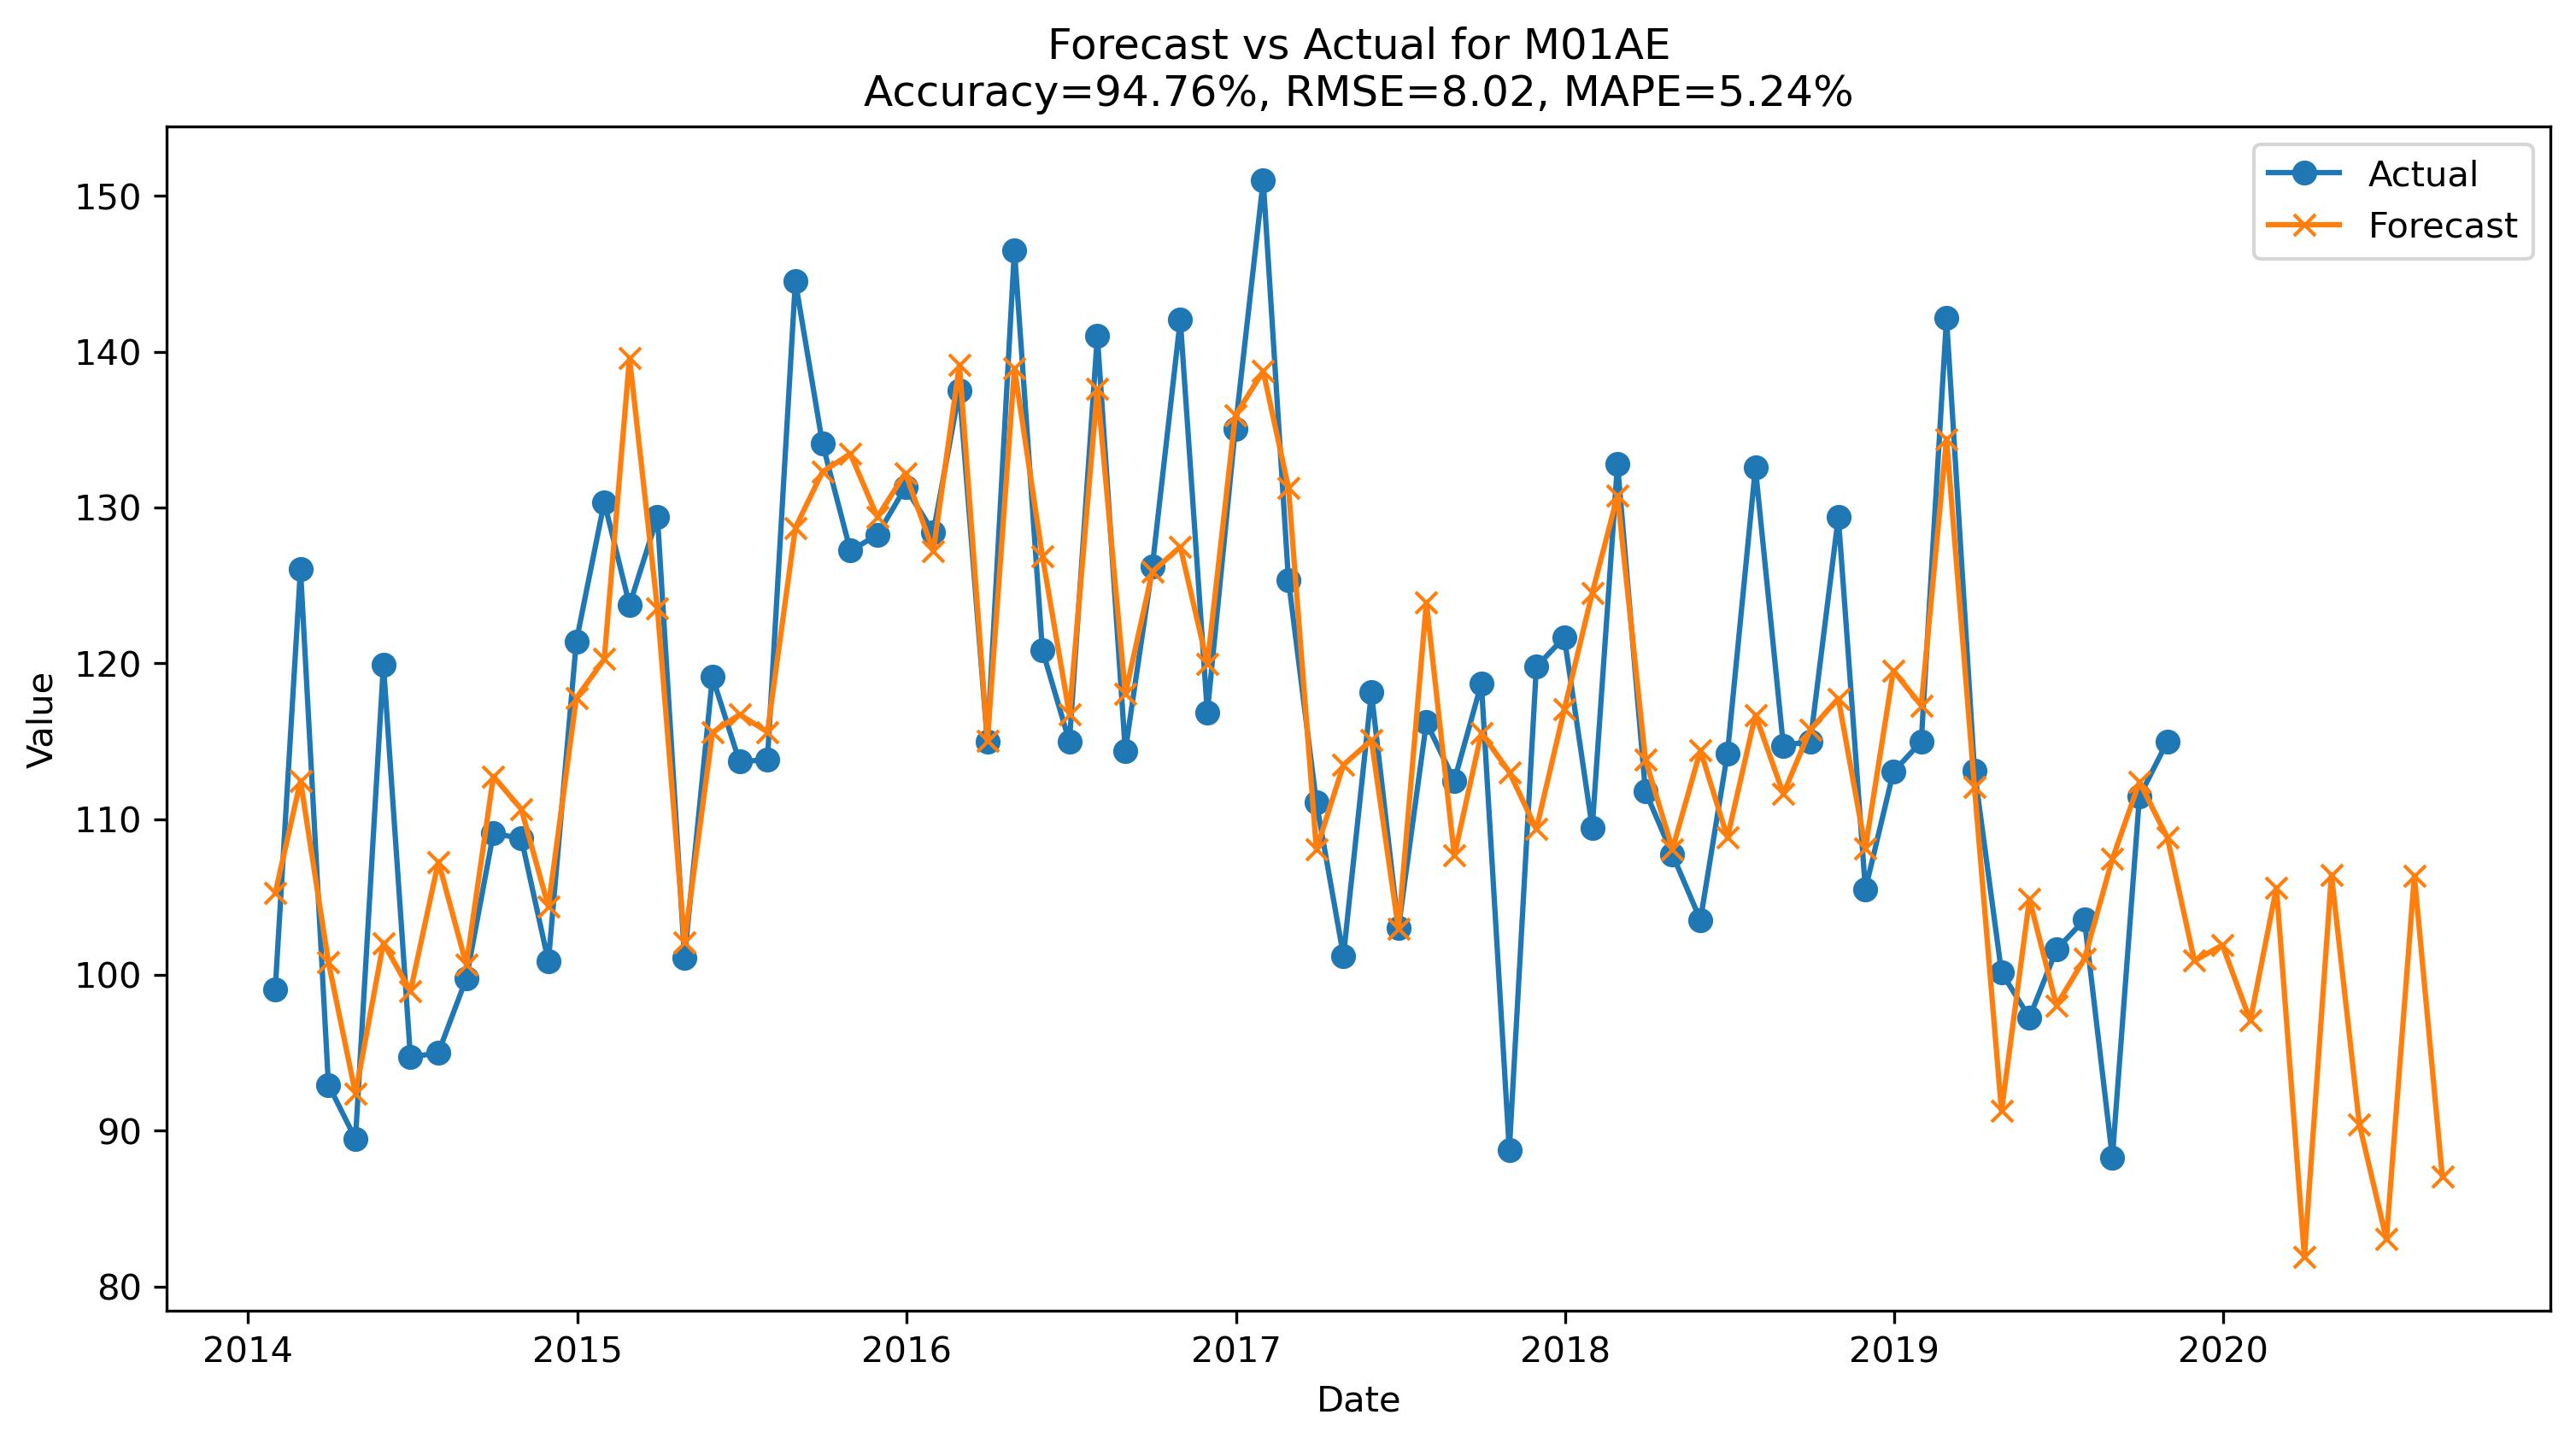 Forecast vs Actual for M01AE
Accuracy=94.76%, RMSE=8.02, MAPE=5.24%
Actual
Forecast
Value
150
140
130
120
110
100
90
80
2014 2015 2016 2017 2018 2019 2020
Date